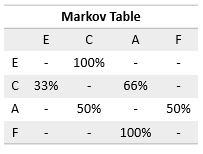 Markov Table
E C A F
E - 100% - -
C 33% - 66% -
A - 50% - 50%
F - - 100% -